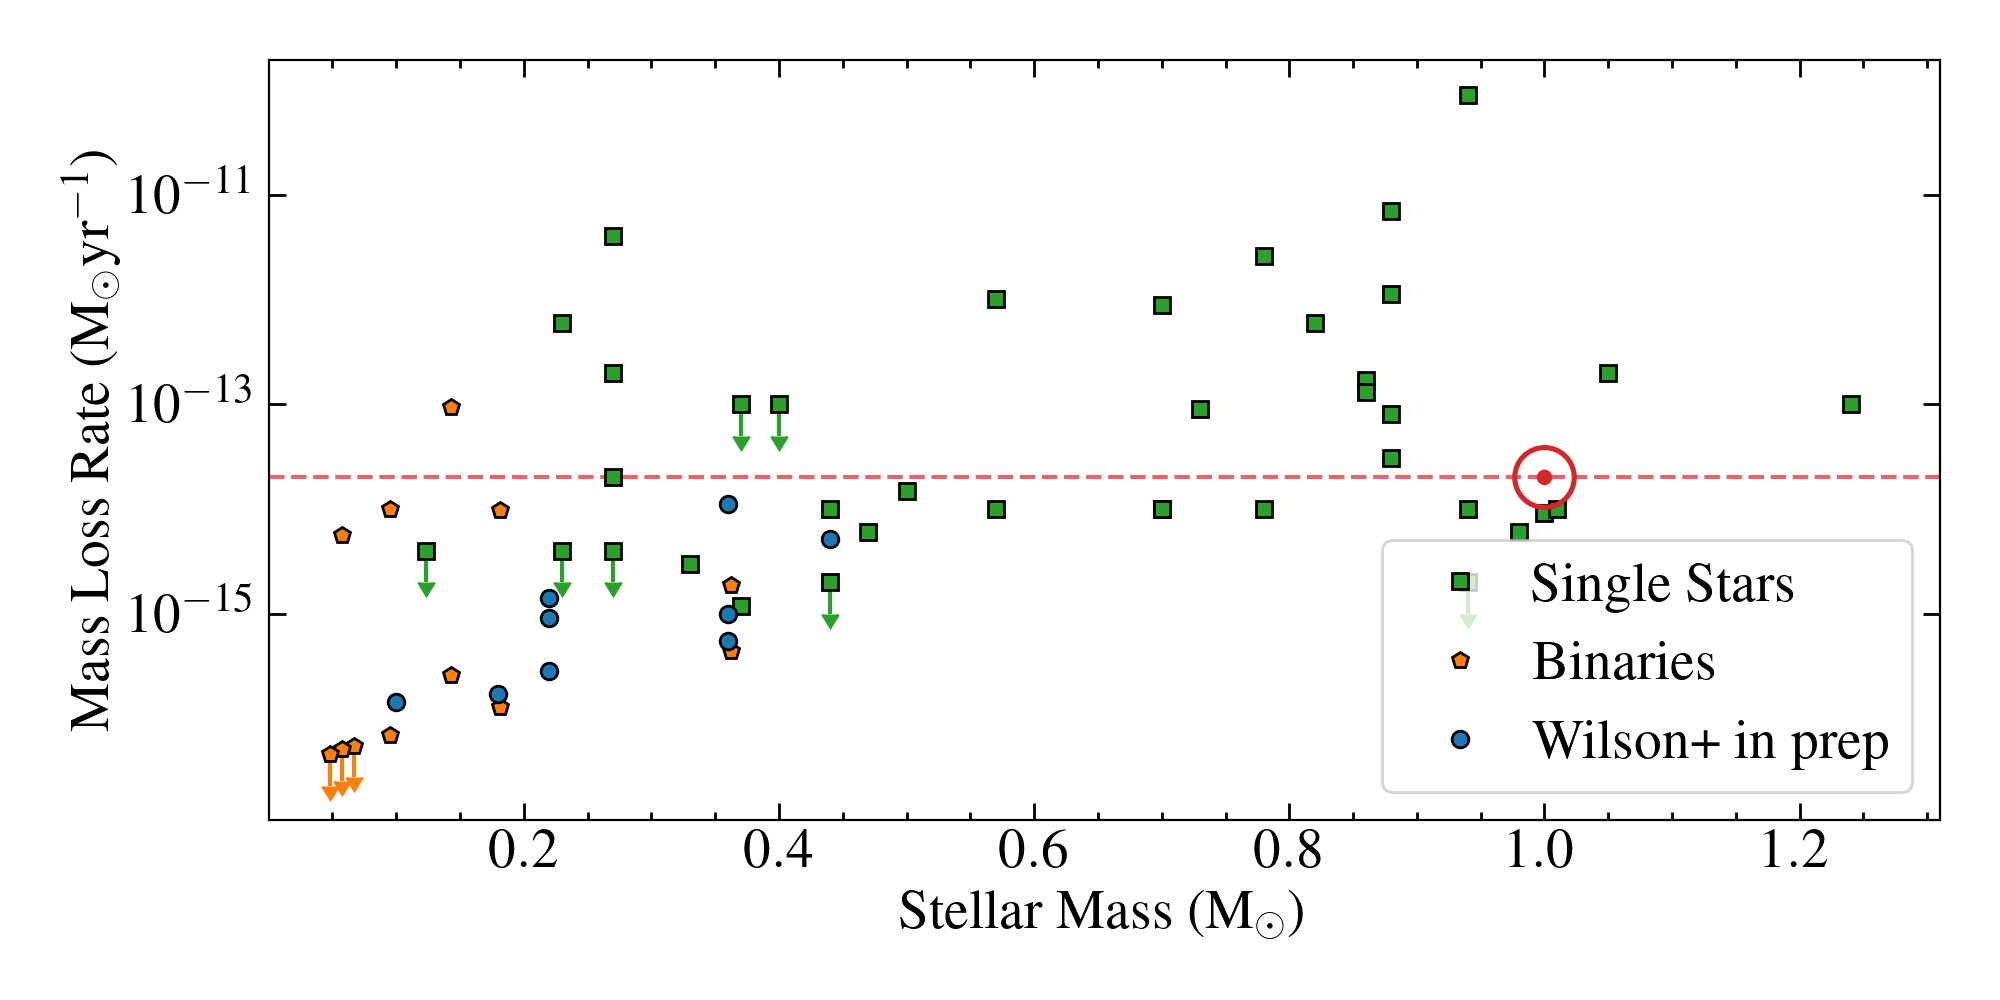 Mass Loss Rate (M☉yr⁻¹)
10⁻¹¹
10⁻¹³
10⁻¹⁵
Single Stars
Binaries
Wilson+ in prep
0.2 0.4 0.6 0.8 1.0 1.2
Stellar Mass (M☉)